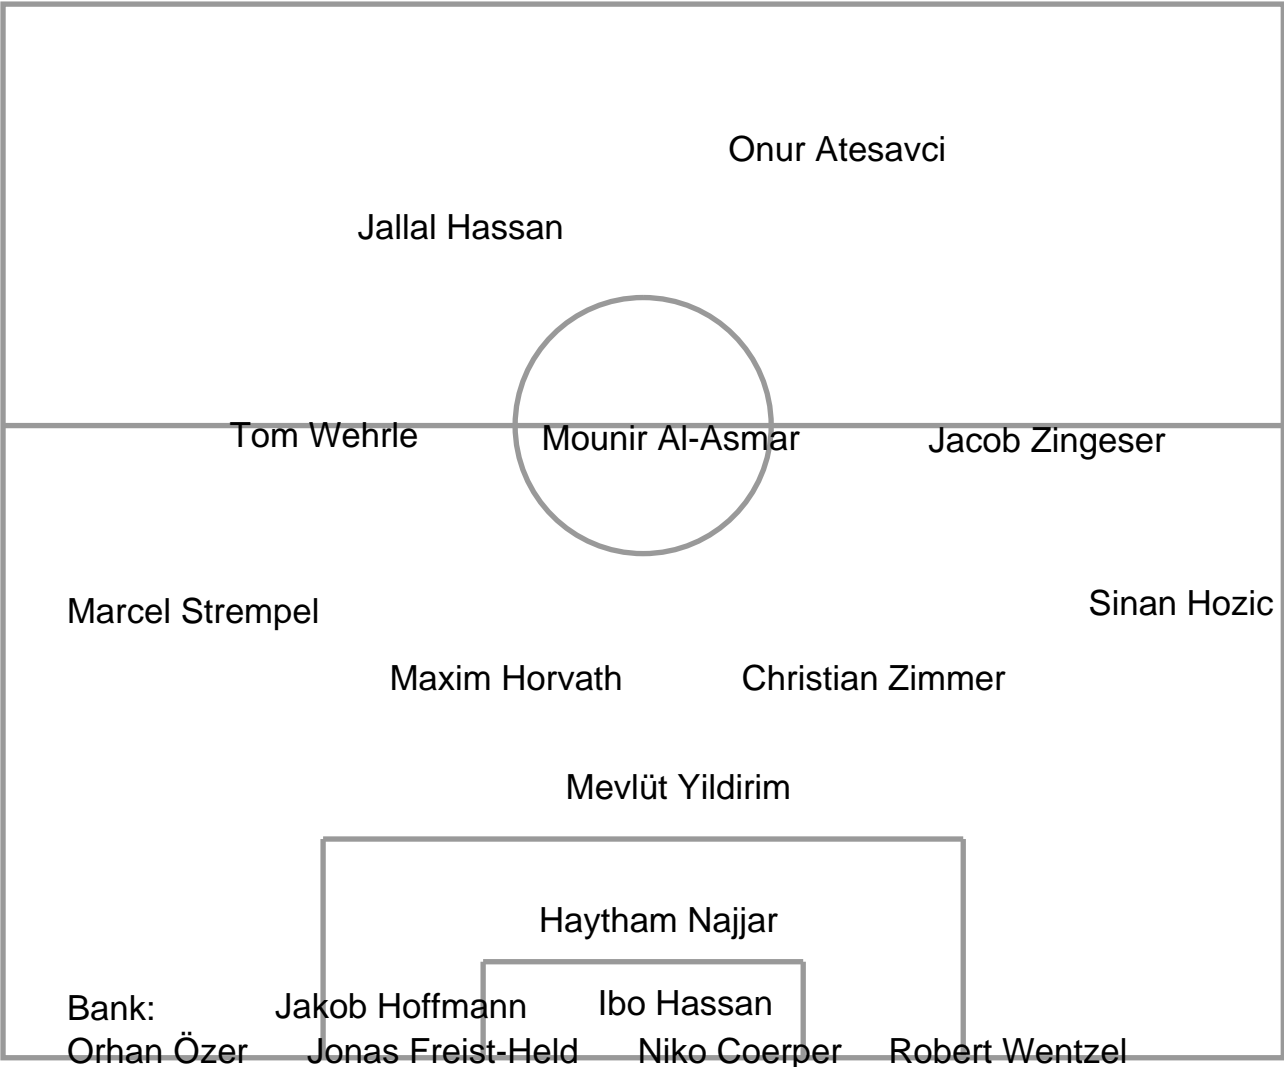 Onur Atesavci
Jallal Hassan
Tom Wehrle Mounir Al-Asmar Jacob Zingeser
Marcel Strempel Sinan Hozic
Maxim Horvath Christian Zimmer
Mevlüt Yildirim
Haytham Najjar
Bank: Jakob Hoffmann Ibo Hassan
Orhan Özer Jonas Freist-Held Niko Coerper Robert Wentzel